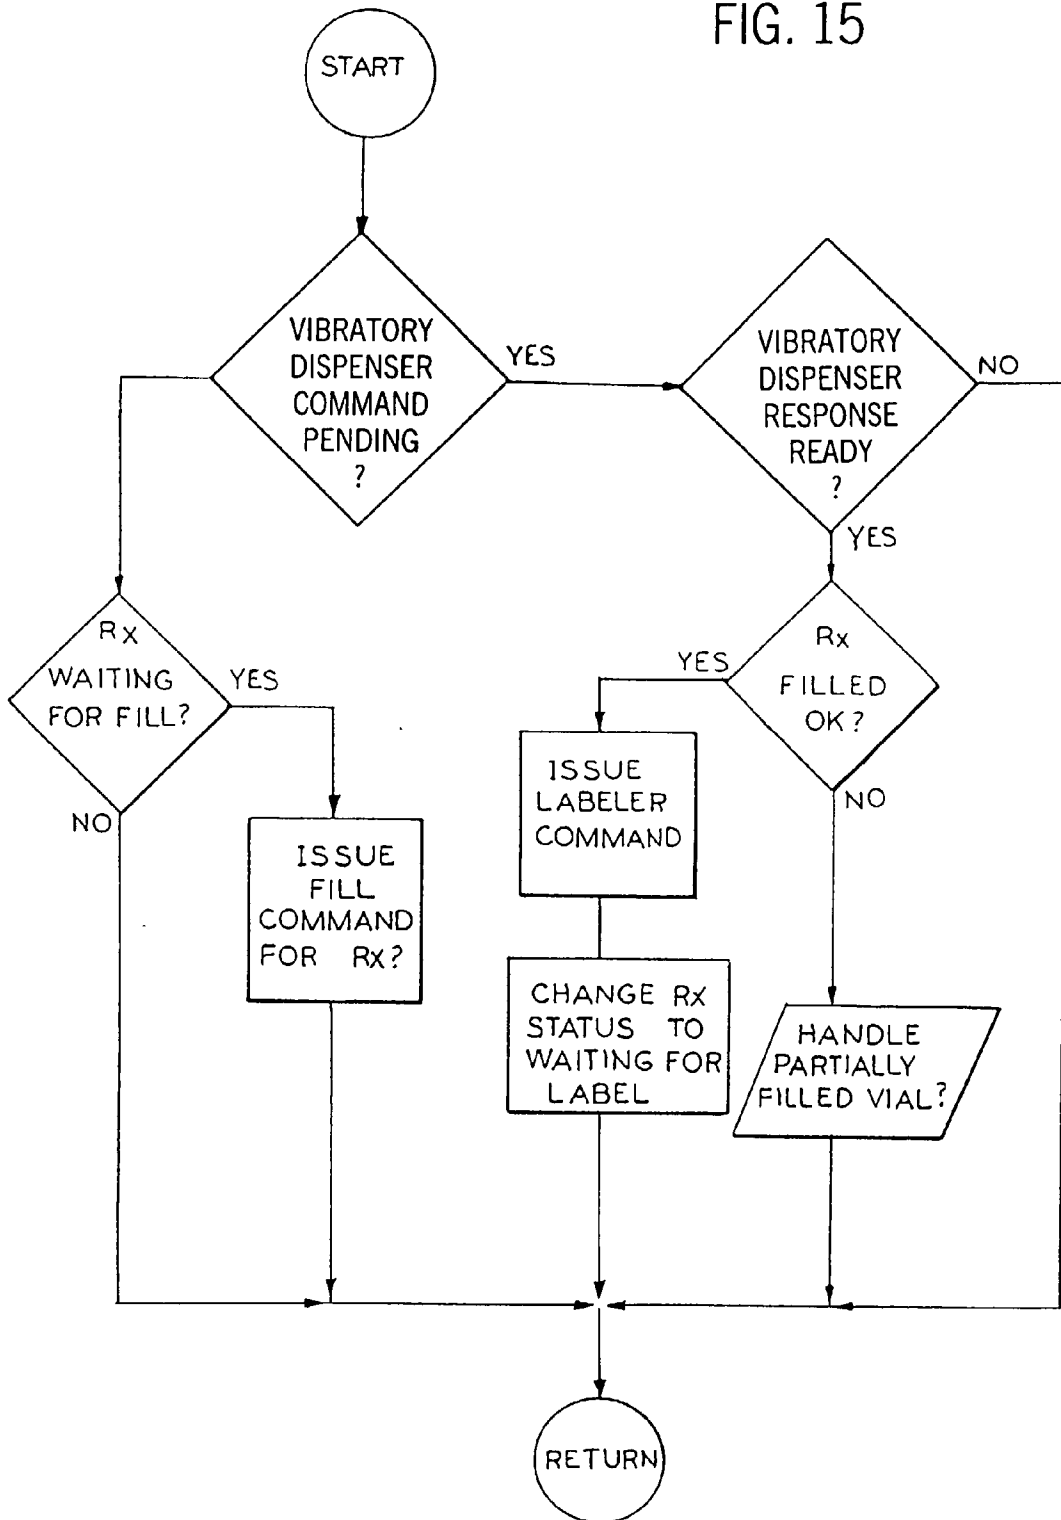 FIG. 15
START
VIBRATORY
DISPENSER
COMMAND
PENDING
?
YES
VIBRATORY
DISPENSER
RESPONSE
READY
?
NO
YES
Rx
WAITING
FOR FILL?
YES
NO
Rx
FILLED
OK?
YES
NO
ISSUE
FILL
COMMAND
FOR Rx?
ISSUE
LABELER
COMMAND
CHANGE Rx
STATUS TO
WAITING FOR
LABEL
HANDLE
PARTIALLY
FILLED VIAL?
RETURN